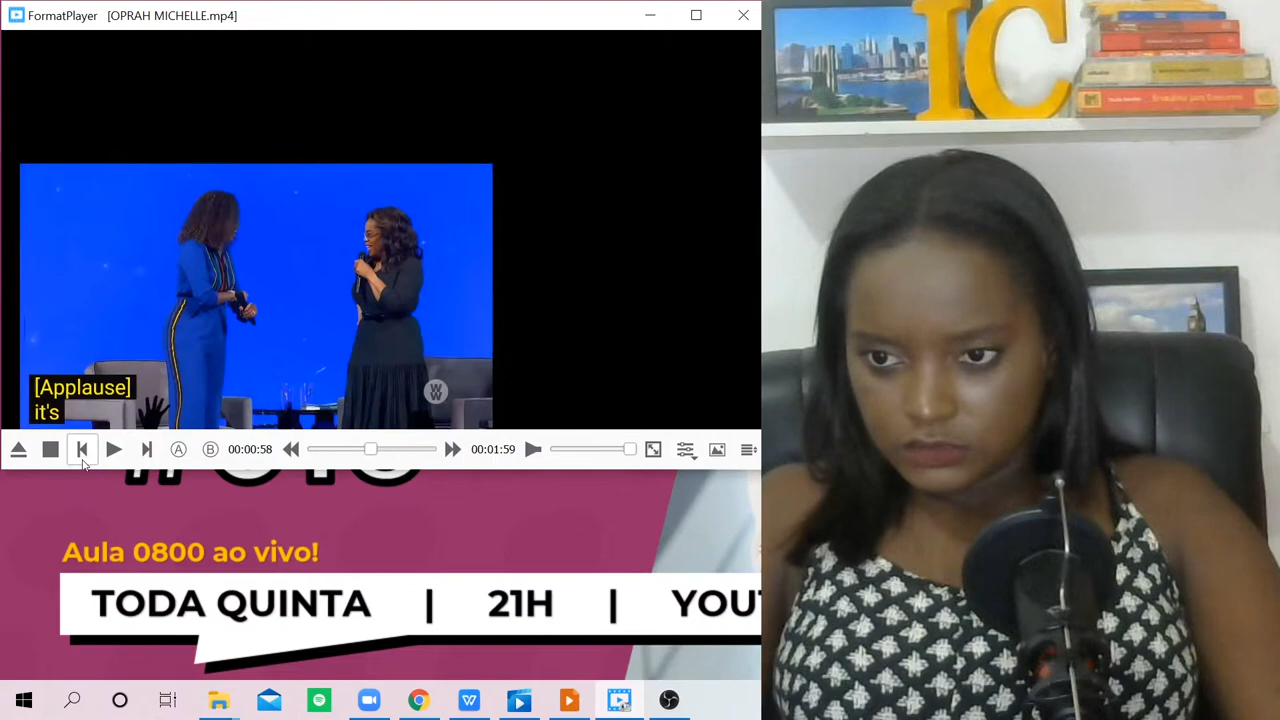 FormatPlayer [OPRAH MICHELLE.mp4]
IC
[Applause]
it's
W
W
A
B
00:00:58
00:01:59
Aula 0800 ao vivo!
TODA QUINTA | 21H | YOU